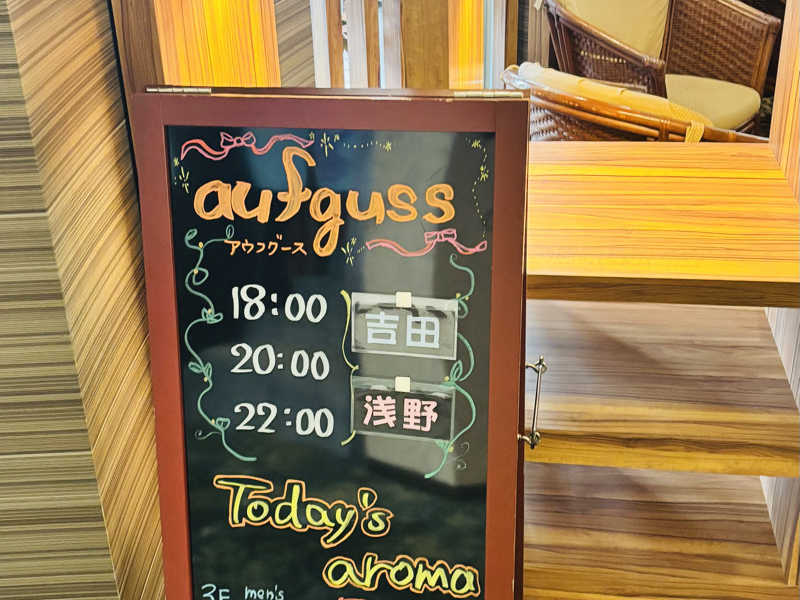 aufguss
アウフグース
18:00
吉田
20:00
22:00
浅野
Today's
aroma
3F men's